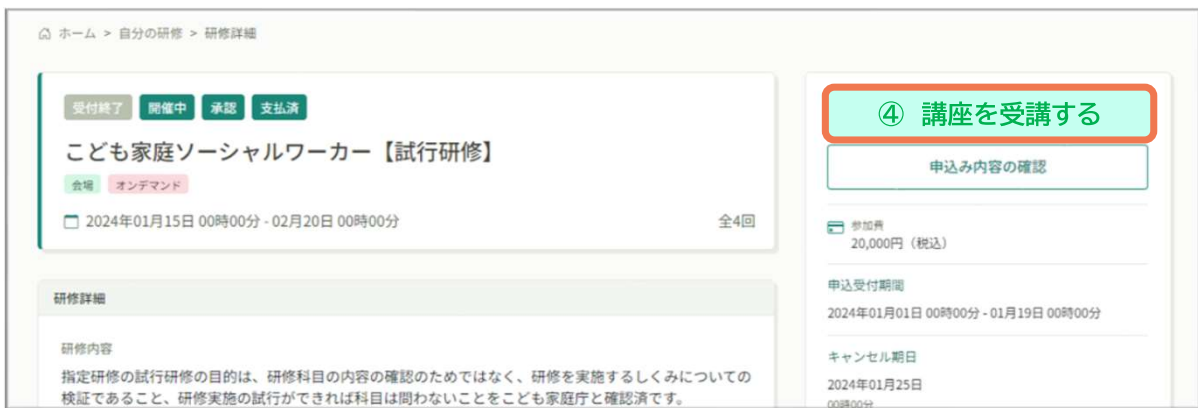 ホーム > 自分の研修 > 研修詳細
受付終了 開催中 承認 支払済
こども家庭ソーシャルワーカー【試行研修】
会場 オンデマンド
2024年01月15日 00時00分 - 02月20日 00時00分 全4回
研修詳細
研修内容
指定研修の試行研修の目的は、研修科目の内容の確認のためではなく、研修を実施するしくみについての
検証であること、研修実施の試行ができれば科目は問わないことをこども家庭庁と確認済です。
④ 講座を受講する
申込み内容の確認
参加費
20,000円（税込）
申込受付期間
2024年01月01日 00時00分 - 01月19日 00時00分
キャンセル期日
2024年01月25日
00時00分